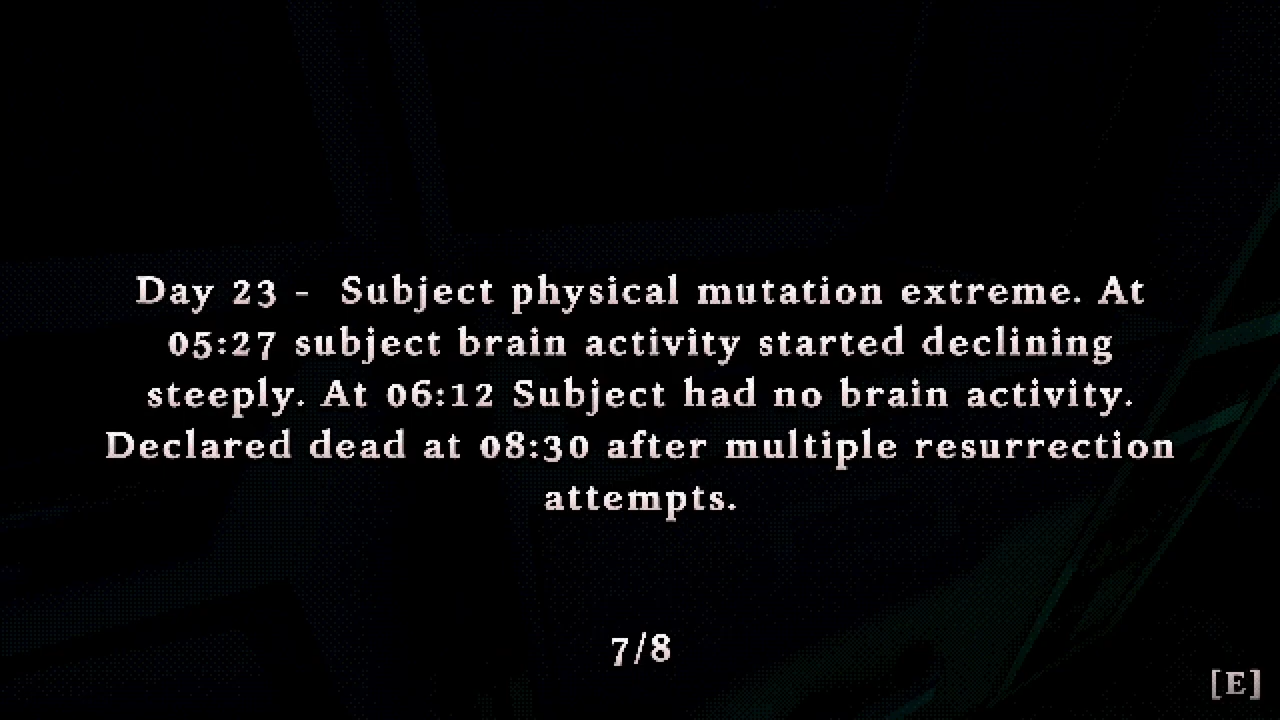 Day 23 -  Subject physical mutation extreme. At
05:27 subject brain activity started declining
steeply. At 06:12 Subject had no brain activity.
Declared dead at 08:30 after multiple resurrection
attempts.
7/8
[E]